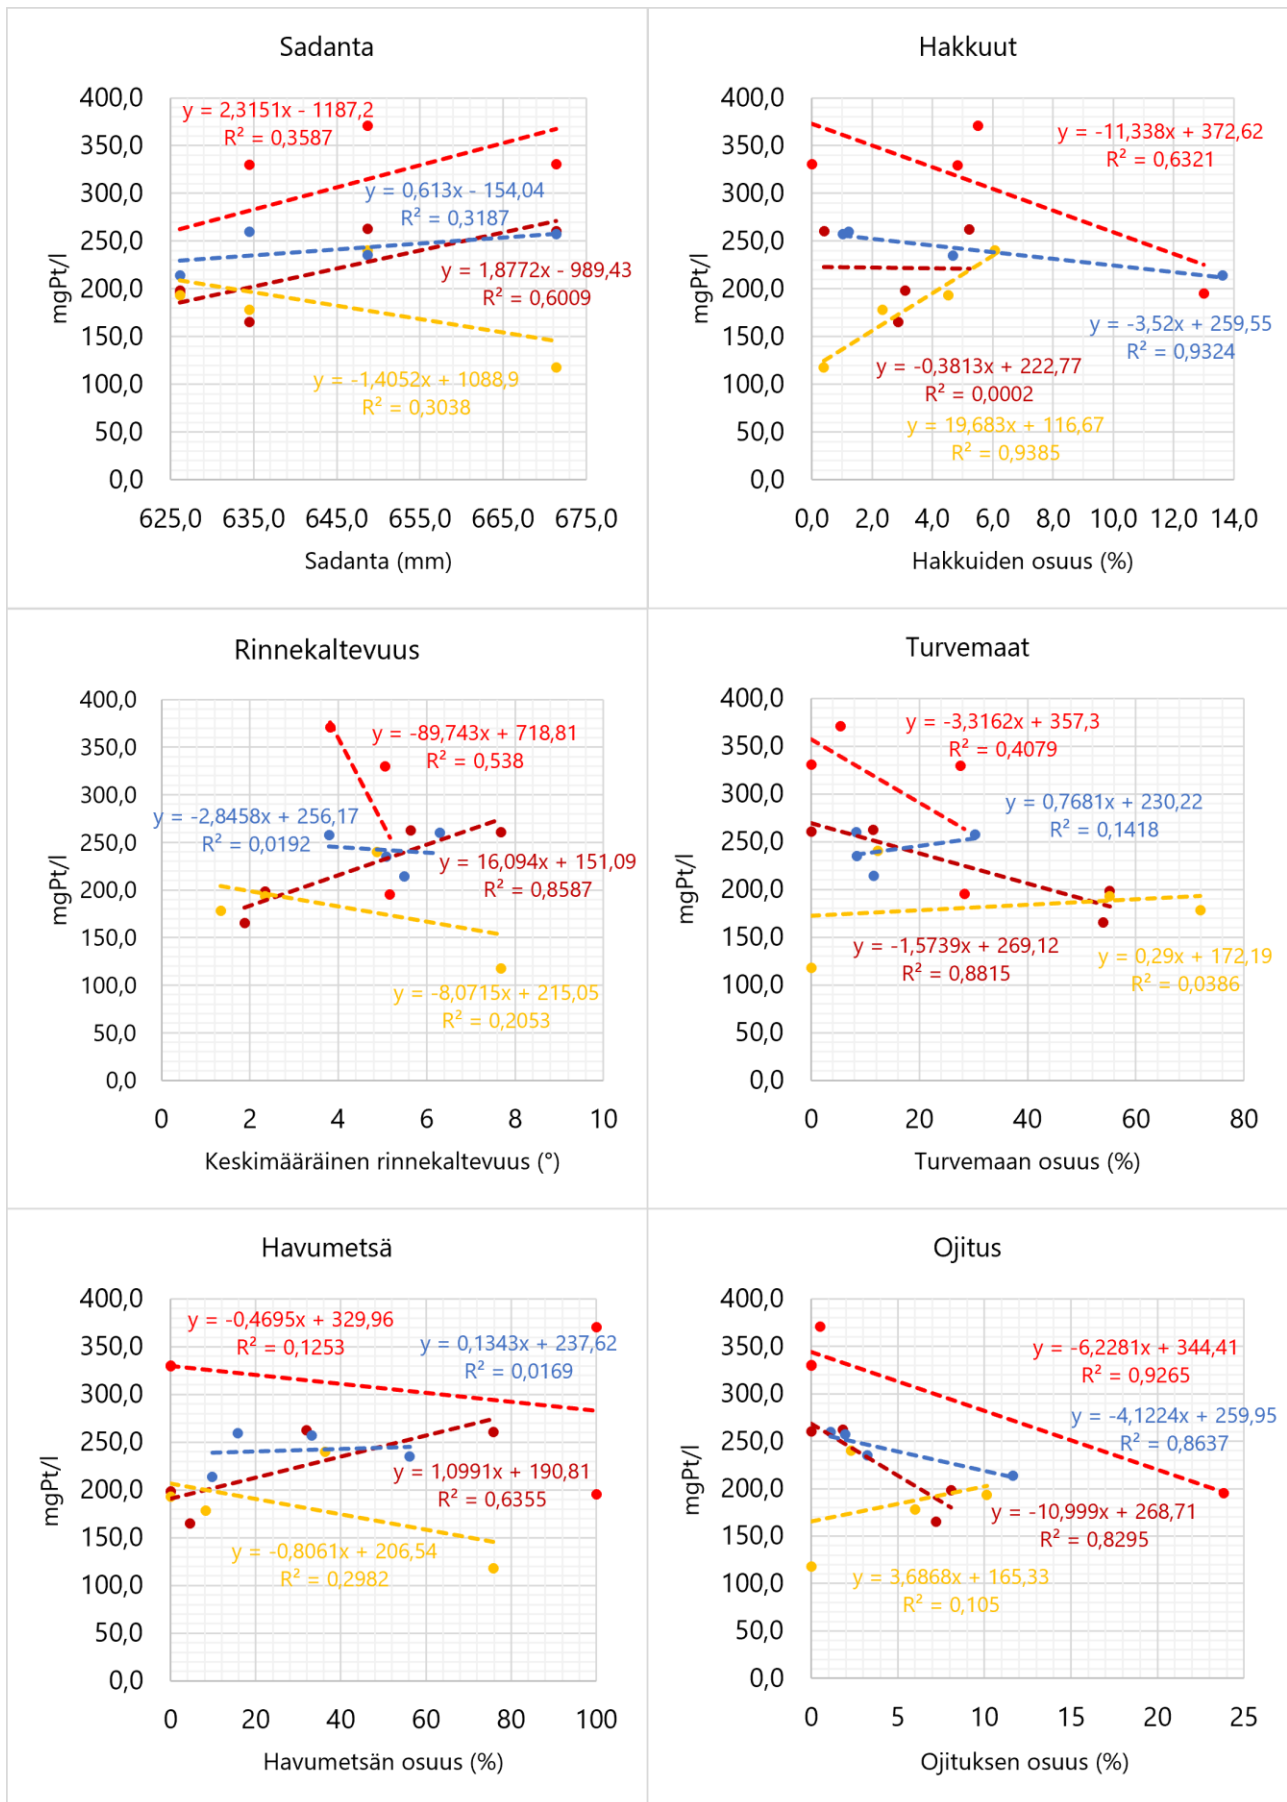 Sadanta
mgPt/l
400,0
350,0
300,0
250,0
200,0
150,0
100,0
50,0
0,0
y = 2,3151x - 1187,2
R² = 0,3587
y = 0,613x - 154,04
R² = 0,3187
y = 1,8772x - 989,43
R² = 0,6009
y = -1,4052x + 1088,9
R² = 0,3038
625,0 635,0 645,0 655,0 665,0 675,0
Sadanta (mm)
Hakkuut
mgPt/l
400,0
350,0
300,0
250,0
200,0
150,0
100,0
50,0
0,0
y = -11,338x + 372,62
R² = 0,6321
y = -3,52x + 259,55
R² = 0,9324
y = -0,3813x + 222,77
R² = 0,0002
y = 19,683x + 116,67
R² = 0,9385
0,0 2,0 4,0 6,0 8,0 10,0 12,0 14,0
Hakkuiden osuus (%)
Rinnekaltevuus
mgPt/l
400,0
350,0
300,0
250,0
200,0
150,0
100,0
50,0
0,0
y = -89,743x + 718,81
R² = 0,538
y = -2,8458x + 256,17
R² = 0,0192
y = 16,094x + 151,09
R² = 0,8587
y = -8,0715x + 215,05
R² = 0,2053
0 2 4 6 8 10
Keskimääräinen rinnekaltevuus (°)
Turvemaat
mgPt/l
400,0
350,0
300,0
250,0
200,0
150,0
100,0
50,0
0,0
y = -3,3162x + 357,3
R² = 0,4079
y = 0,7681x + 230,22
R² = 0,1418
y = -1,5739x + 269,12
R² = 0,8815
y = 0,29x + 172,19
R² = 0,0386
0 20 40 60 80
Turvemaan osuus (%)
Havumetsä
mgPt/l
400,0
350,0
300,0
250,0
200,0
150,0
100,0
50,0
0,0
y = -0,4695x + 329,96
R² = 0,1253
y = 0,1343x + 237,62
R² = 0,0169
y = 1,0991x + 190,81
R² = 0,6355
y = -0,8061x + 206,54
R² = 0,2982
0 20 40 60 80 100
Havumetsän osuus (%)
Ojitus
mgPt/l
400,0
350,0
300,0
250,0
200,0
150,0
100,0
50,0
0,0
y = -6,2281x + 344,41
R² = 0,9265
y = -4,1224x + 259,95
R² = 0,8637
y = -10,999x + 268,71
R² = 0,8295
y = 3,6868x + 165,33
R² = 0,105
0 5 10 15 20 25
Ojituksen osuus (%)